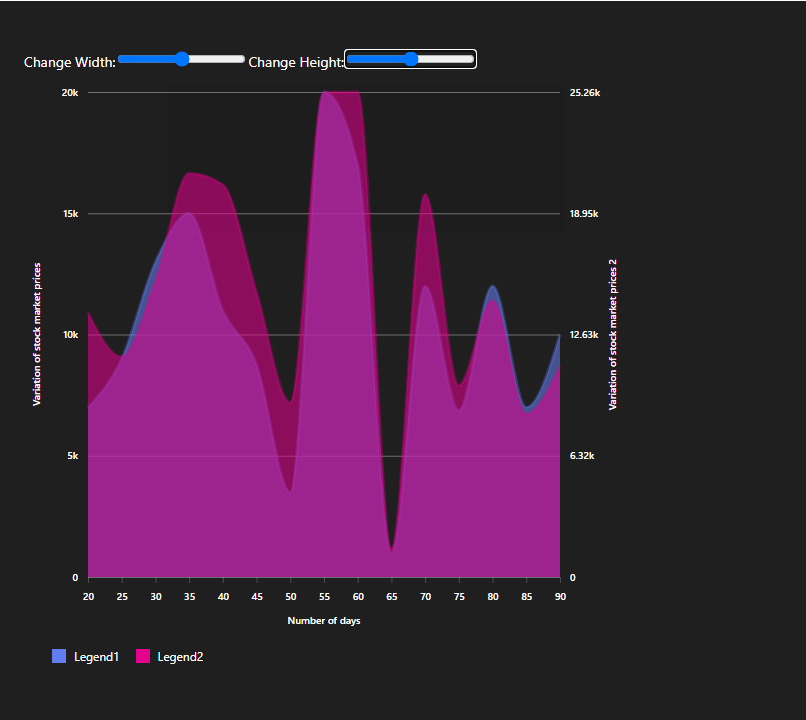 Change Width: Change Height:
20k 25.26k
15k 18.95k
Variation of stock market prices
Variation of stock market prices 2
10k 12.63k
5k 6.32k
0 0
20 25 30 35 40 45 50 55 60 65 70 75 80 85 90
Number of days
Legend1 Legend2